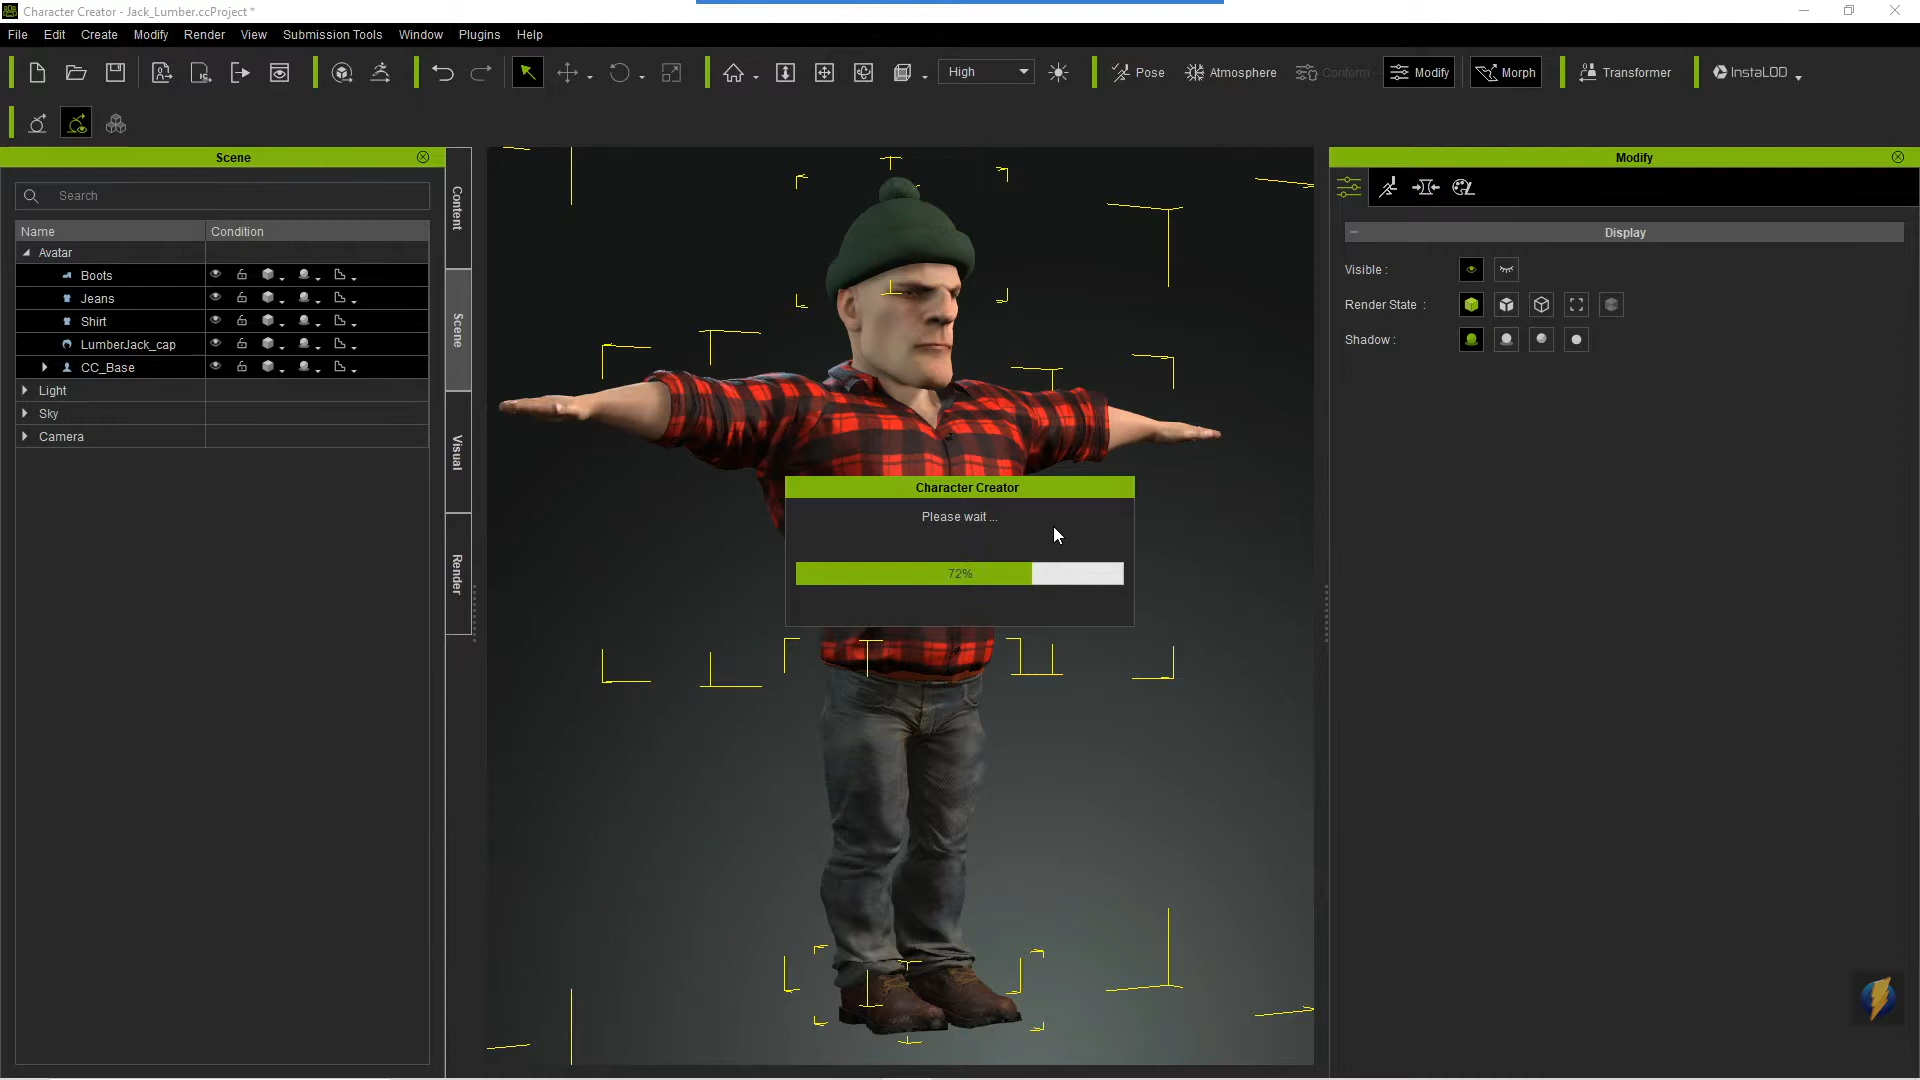 Character Creator - Jack_Lumber.ccProject *
File Edit Create Modify Render View Submission Tools Window Plugins Help
High Pose Atmosphere Conform Modify Morph Transformer InstaLOD
Scene
Search
Name Condition
Avatar
Boots
Jeans
Shirt
LumberJack_cap
CC_Base
Light
Sky
Camera
Content
Scene
Visual
Render
Character Creator
Please wait ...
72%
Modify
Display
Visible :
Render State :
Shadow :